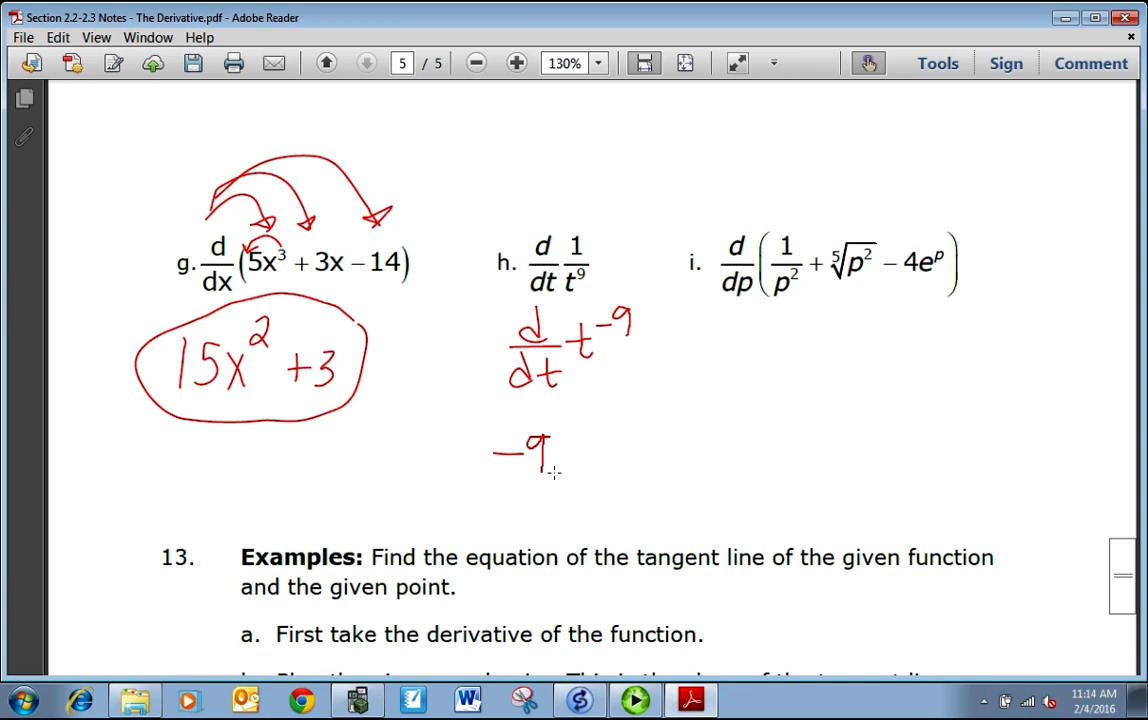 Section 2.2-2.3 Notes - The Derivative.pdf - Adobe Reader
File Edit View Window Help
5 / 5 130% Tools Sign Comment
g. d/dx (5x³ + 3x − 14) h. d/dt 1/t⁹ i. d/dp (1/p² + ⁵√p² − 4eᵖ)
15x² + 3
d/dt t⁻⁹
−9
13. Examples: Find the equation of the tangent line of the given function
and the given point.
a. First take the derivative of the function.
11:14 AM
2/4/2016